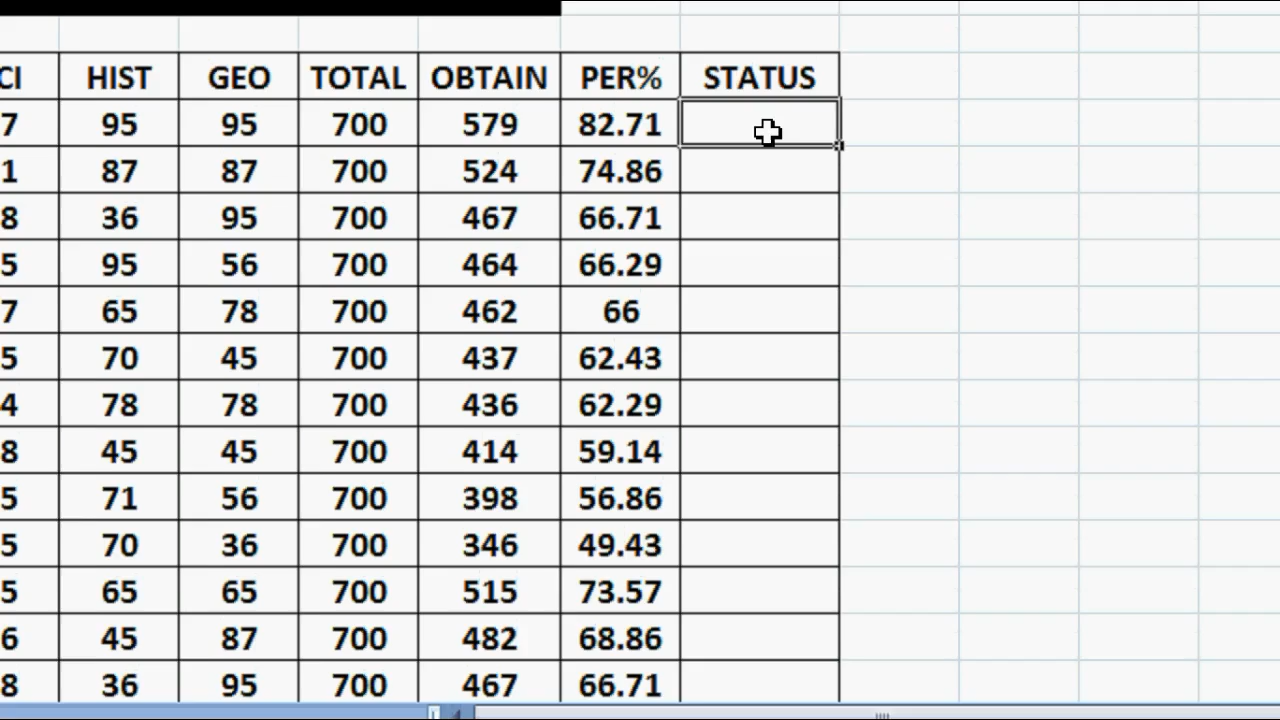 CI HIST GEO TOTAL OBTAIN PER% STATUS
7 95 95 700 579 82.71
1 87 87 700 524 74.86
8 36 95 700 467 66.71
5 95 56 700 464 66.29
7 65 78 700 462 66
5 70 45 700 437 62.43
4 78 78 700 436 62.29
8 45 45 700 414 59.14
5 71 56 700 398 56.86
5 70 36 700 346 49.43
5 65 65 700 515 73.57
6 45 87 700 482 68.86
8 36 95 700 467 66.71